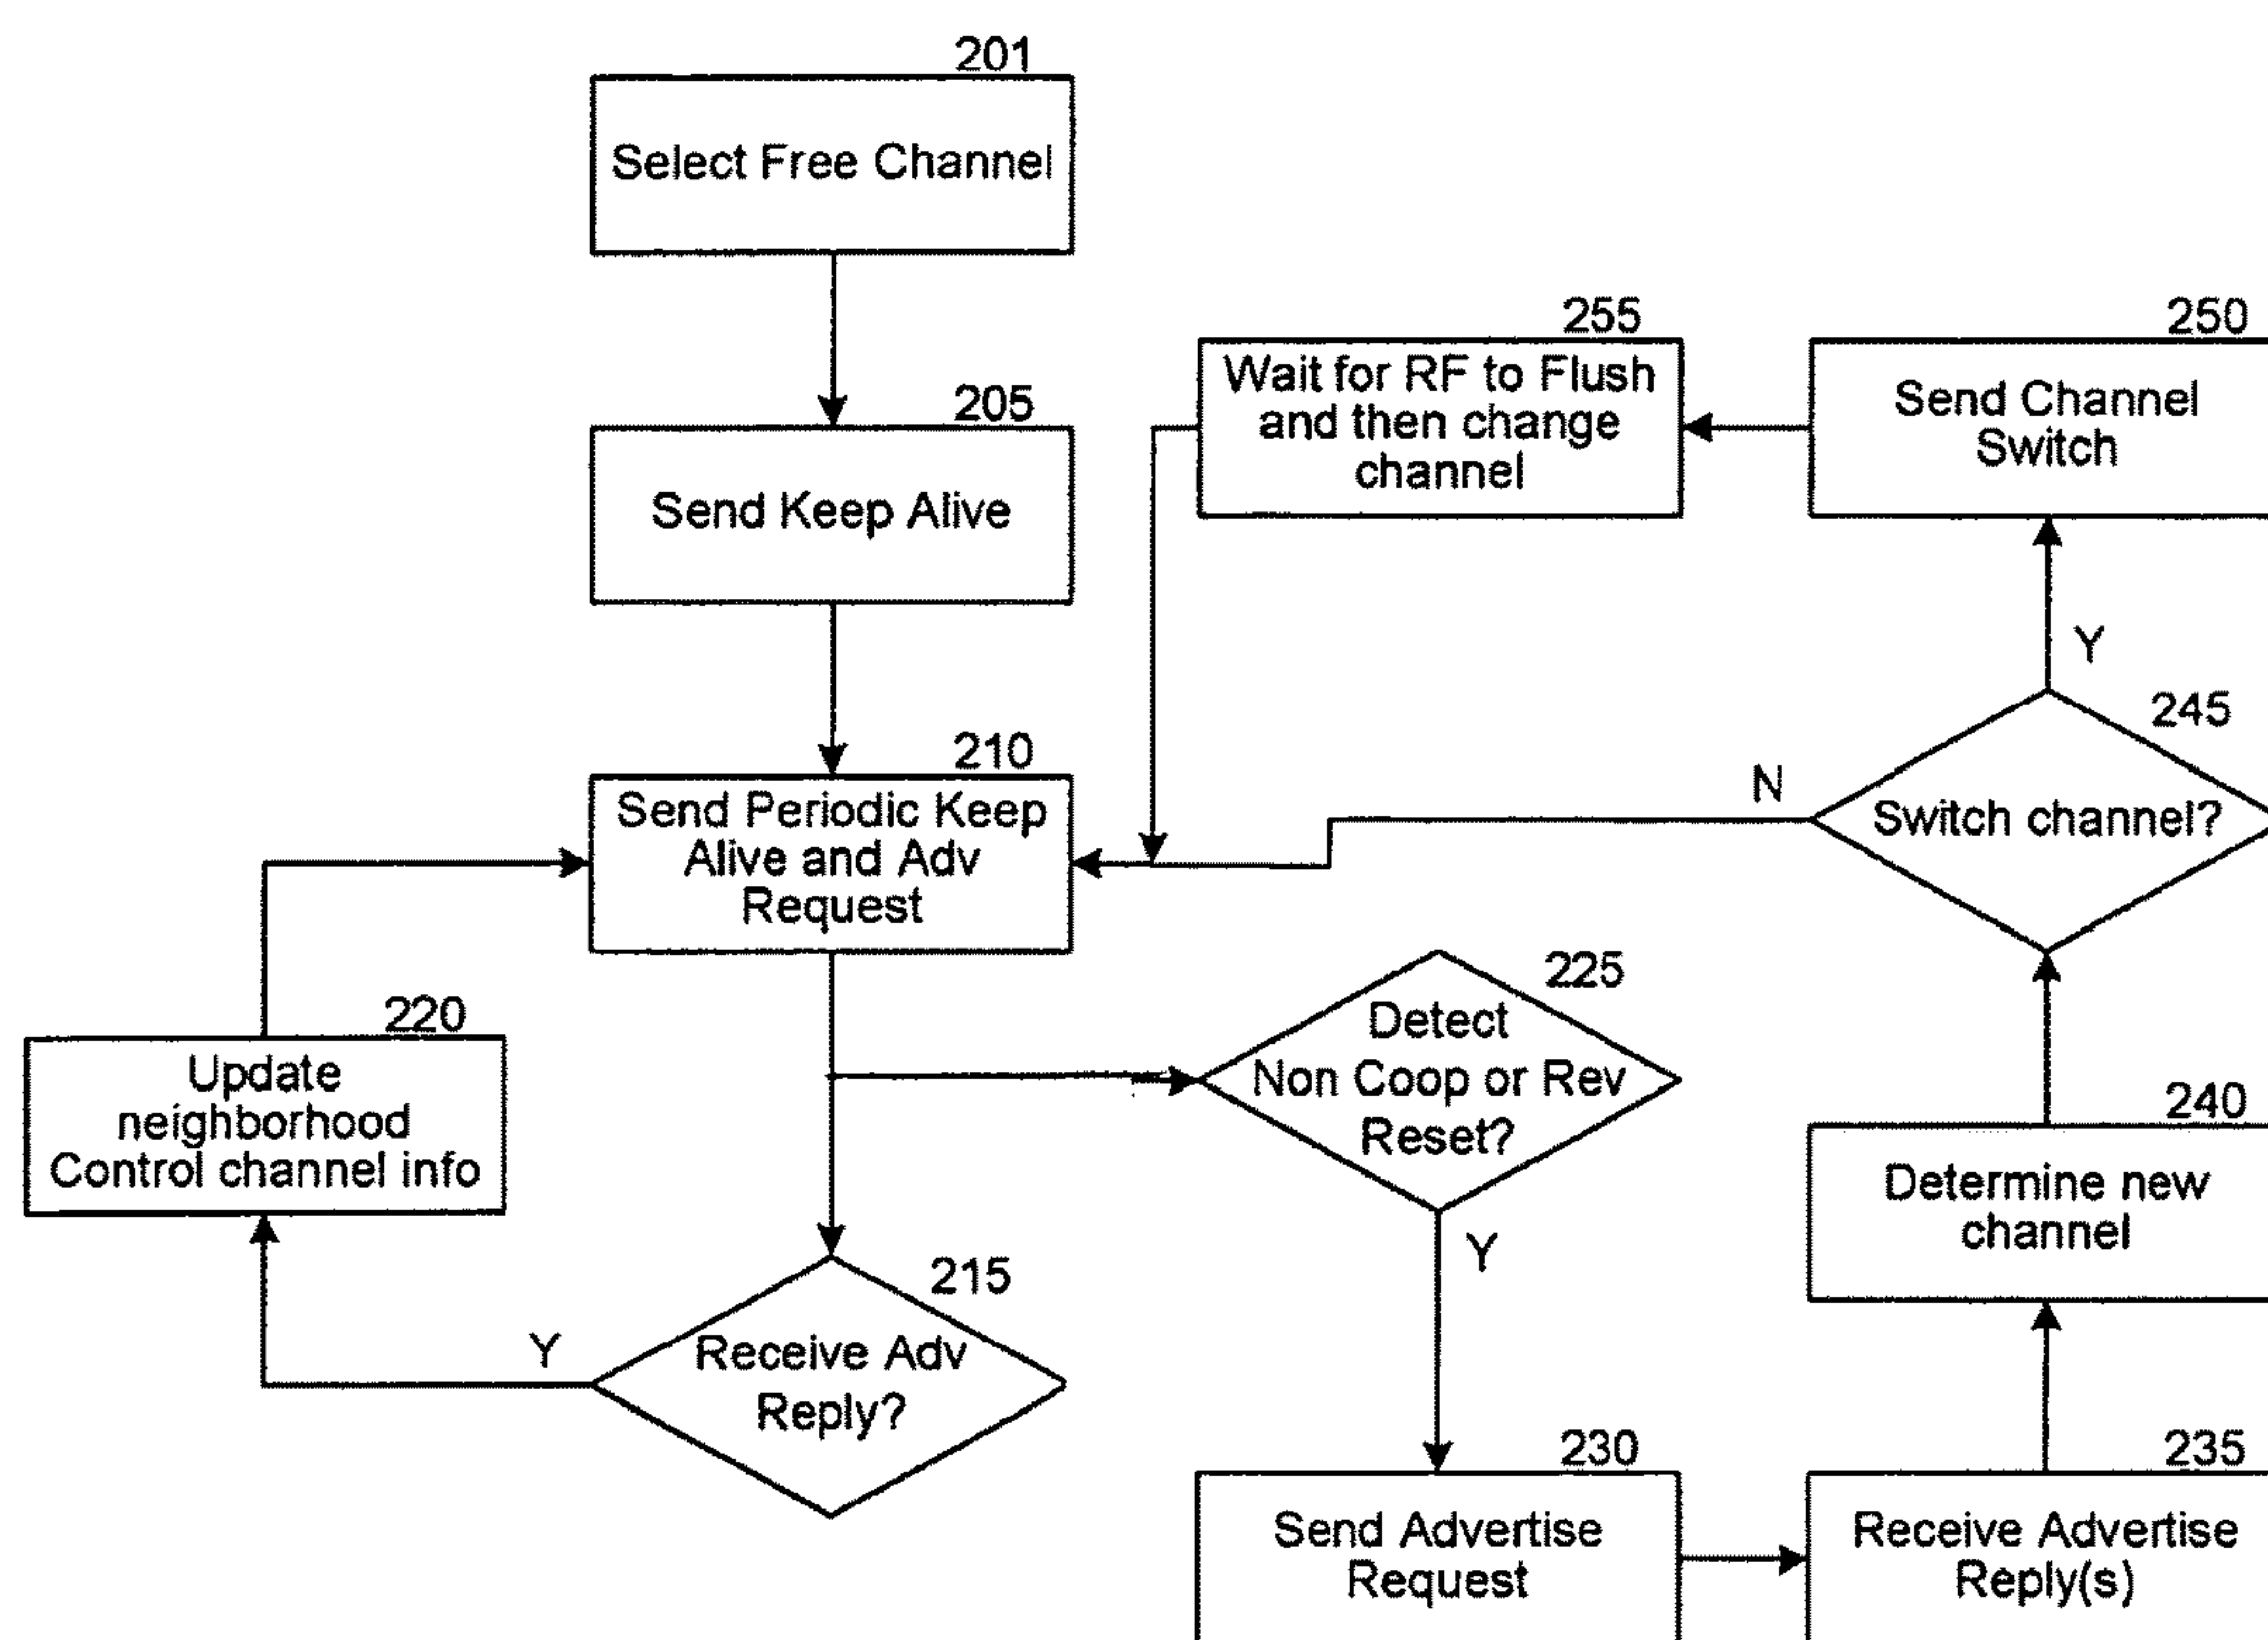 201
Select Free Channel
205
Send Keep Alive
210
Send Periodic Keep
Alive and Adv
Request
220
Update
neighborhood
Control channel info
215
Receive Adv
Reply?
Y
225
Detect
Non Coop or Rev
Reset?
Y
230
Send Advertise
Request
235
Receive Advertise
Reply(s)
240
Determine new
channel
245
Switch channel?
N
Y
250
Send Channel
Switch
255
Wait for RF to Flush
and then change
channel